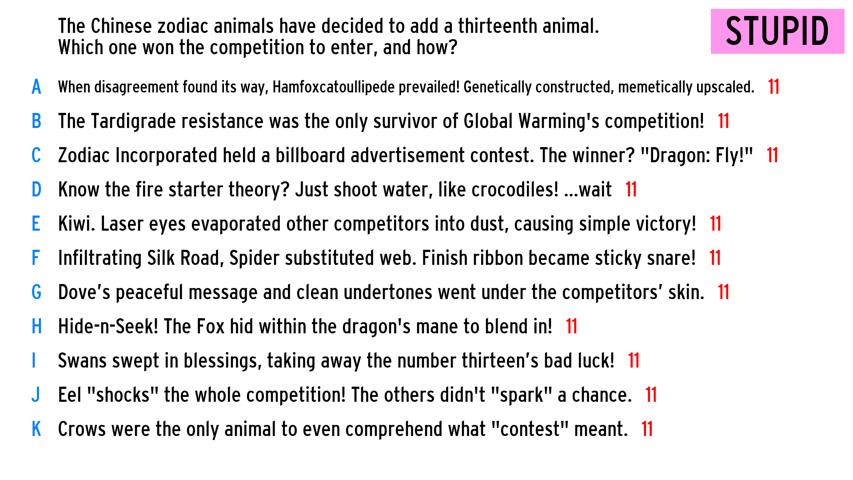 The Chinese zodiac animals have decided to add a thirteenth animal.
Which one won the competition to enter, and how?
STUPID
A When disagreement found its way, Hamfoxcatoullipede prevailed! Genetically constructed, memetically upscaled. 11
B The Tardigrade resistance was the only survivor of Global Warming's competition! 11
C Zodiac Incorporated held a billboard advertisement contest. The winner? "Dragon: Fly!" 11
D Know the fire starter theory? Just shoot water, like crocodiles! ...wait 11
E Kiwi. Laser eyes evaporated other competitors into dust, causing simple victory! 11
F Infiltrating Silk Road, Spider substituted web. Finish ribbon became sticky snare! 11
G Dove’s peaceful message and clean undertones went under the competitors’ skin. 11
H Hide-n-Seek! The Fox hid within the dragon's mane to blend in! 11
I Swans swept in blessings, taking away the number thirteen’s bad luck! 11
J Eel "shocks" the whole competition! The others didn't "spark" a chance. 11
K Crows were the only animal to even comprehend what "contest" meant. 11